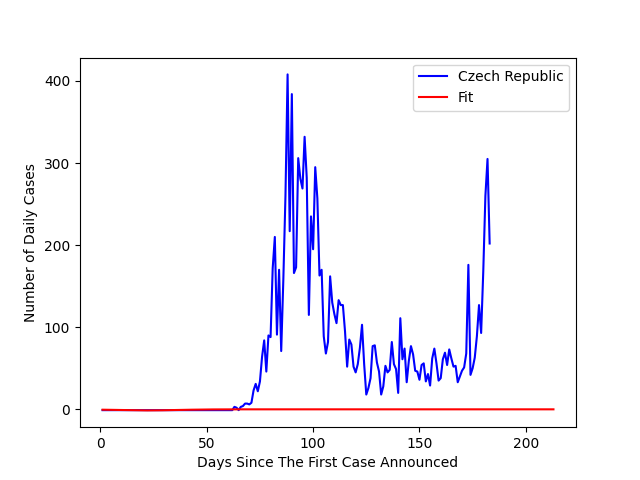 Czech Republic
Fit
Number of Daily Cases
400
300
200
100
0
0 50 100 150 200
Days Since The First Case Announced